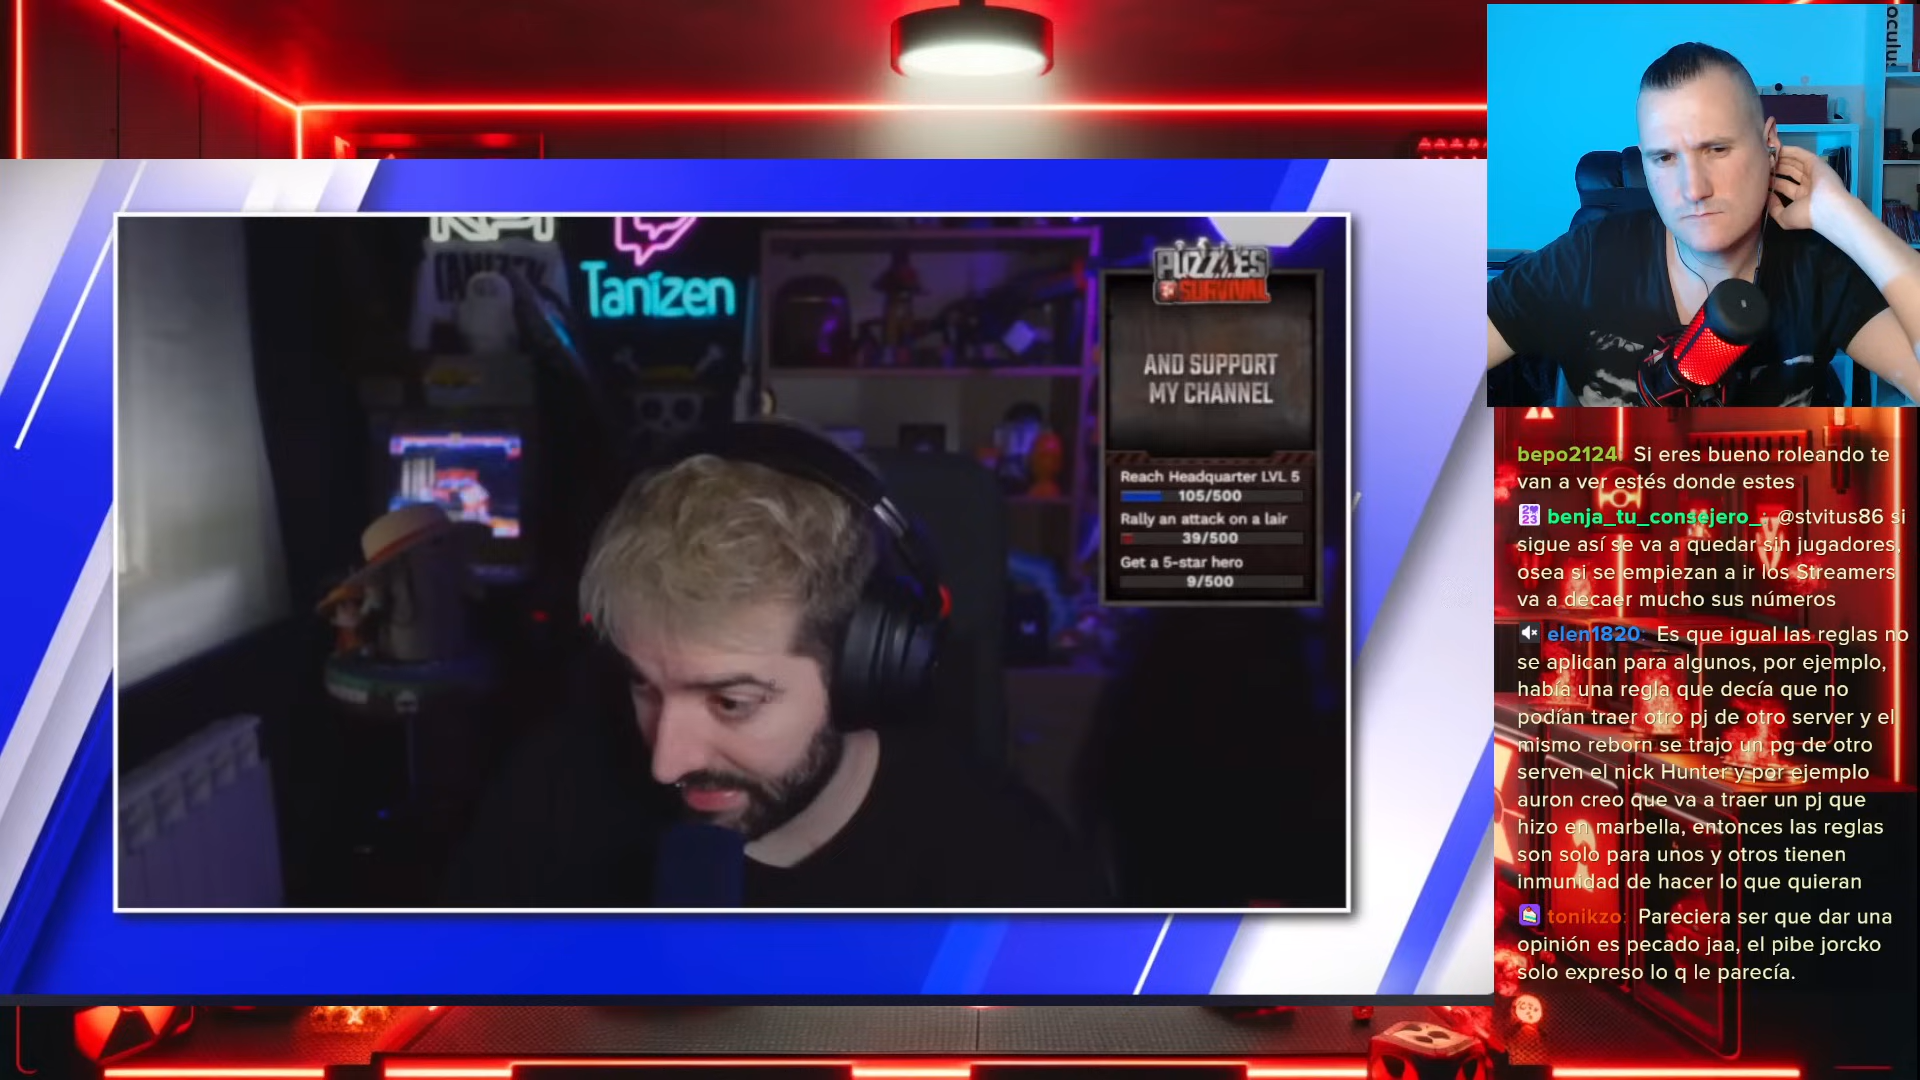 oculus
NPI
TANIZEN
Tanizen
PUZZLES
SURVIVAL
AND SUPPORT
MY CHANNEL
Reach Headquarter LVL 5
105/500
Rally an attack on a lair
39/500
Get a 5-star hero
9/500
bepo2124: Si eres bueno roleando te
van a ver estés donde estes
benja_tu_consejero_: @stvitus86 si
sigue así se va a quedar sin jugadores,
osea si se empiezan a ir los Streamers
va a decaer mucho sus números
elen1820: Es que igual las reglas no
se aplican para algunos, por ejemplo,
había una regla que decía que no
podían traer otro pj de otro server y el
mismo reborn se trajo un pg de otro
serven el nick Hunter y por ejemplo
auron creo que va a traer un pj que
hizo en marbella, entonces las reglas
son solo para unos y otros tienen
inmunidad de hacer lo que quieran
tonikzo: Pareciera ser que dar una
opinión es pecado jaa, el pibe jorcko
solo expreso lo q le parecía.